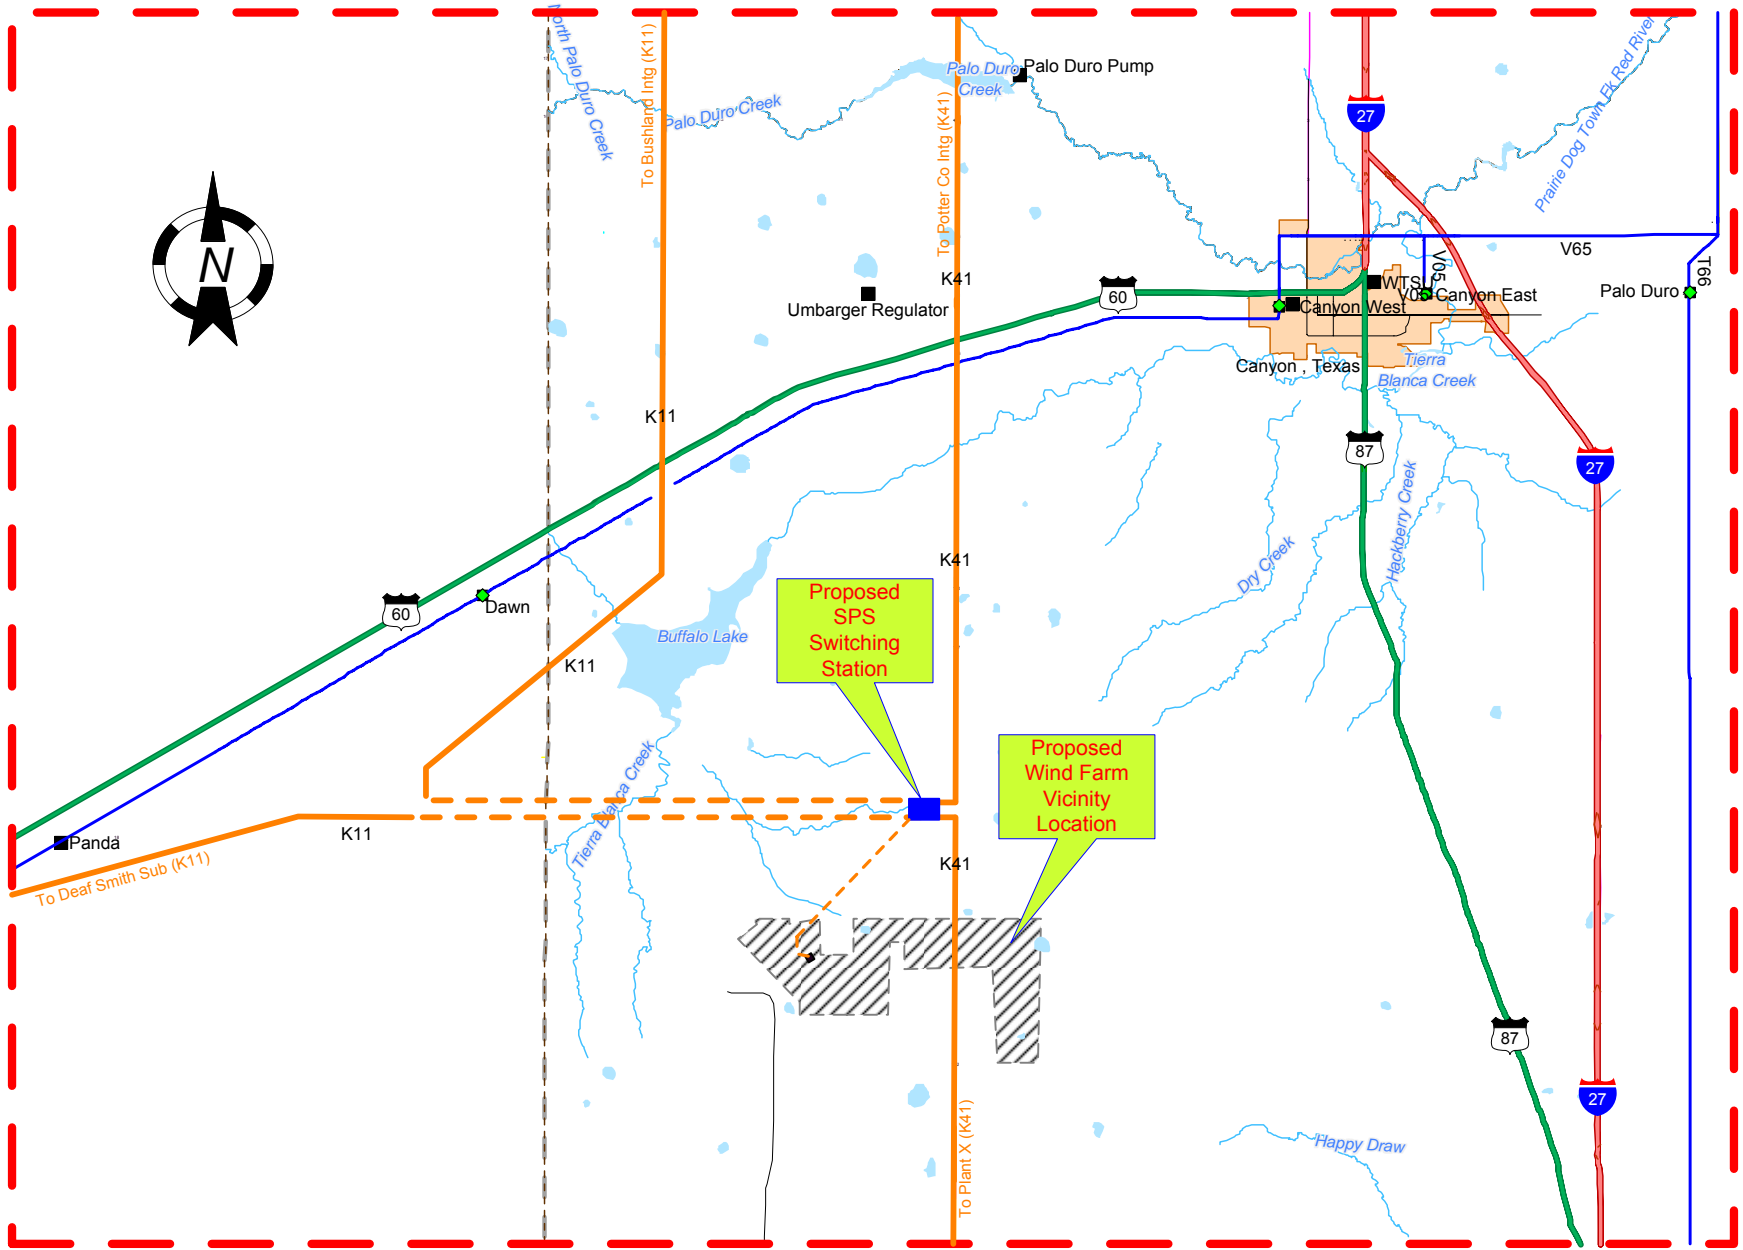 North Palo Duro Creek
To Bushland Intg (K11)
Palo Duro Creek
To Potter Co Intg (K41)
Palo Duro
Creek
Palo Duro Pump
27
Prairie Dog Town Fk Red River
N
K41
Umbarger Regulator
60
V65
V05
T66
WTSU
V05 Canyon East
Canyon West
Palo Duro
Canyon , Texas
Tierra
Blanca Creek
K11
87
27
K41
Dry Creek
Hackberry Creek
60
Dawn
Proposed
SPS
Switching
Station
Buffalo Lake
K11
Proposed
Wind Farm
Vicinity
Location
Tierra Blanca Creek
K11
Panda
To Deaf Smith Sub (K11)
K41
87
27
To Plant X (K41)
Happy Draw